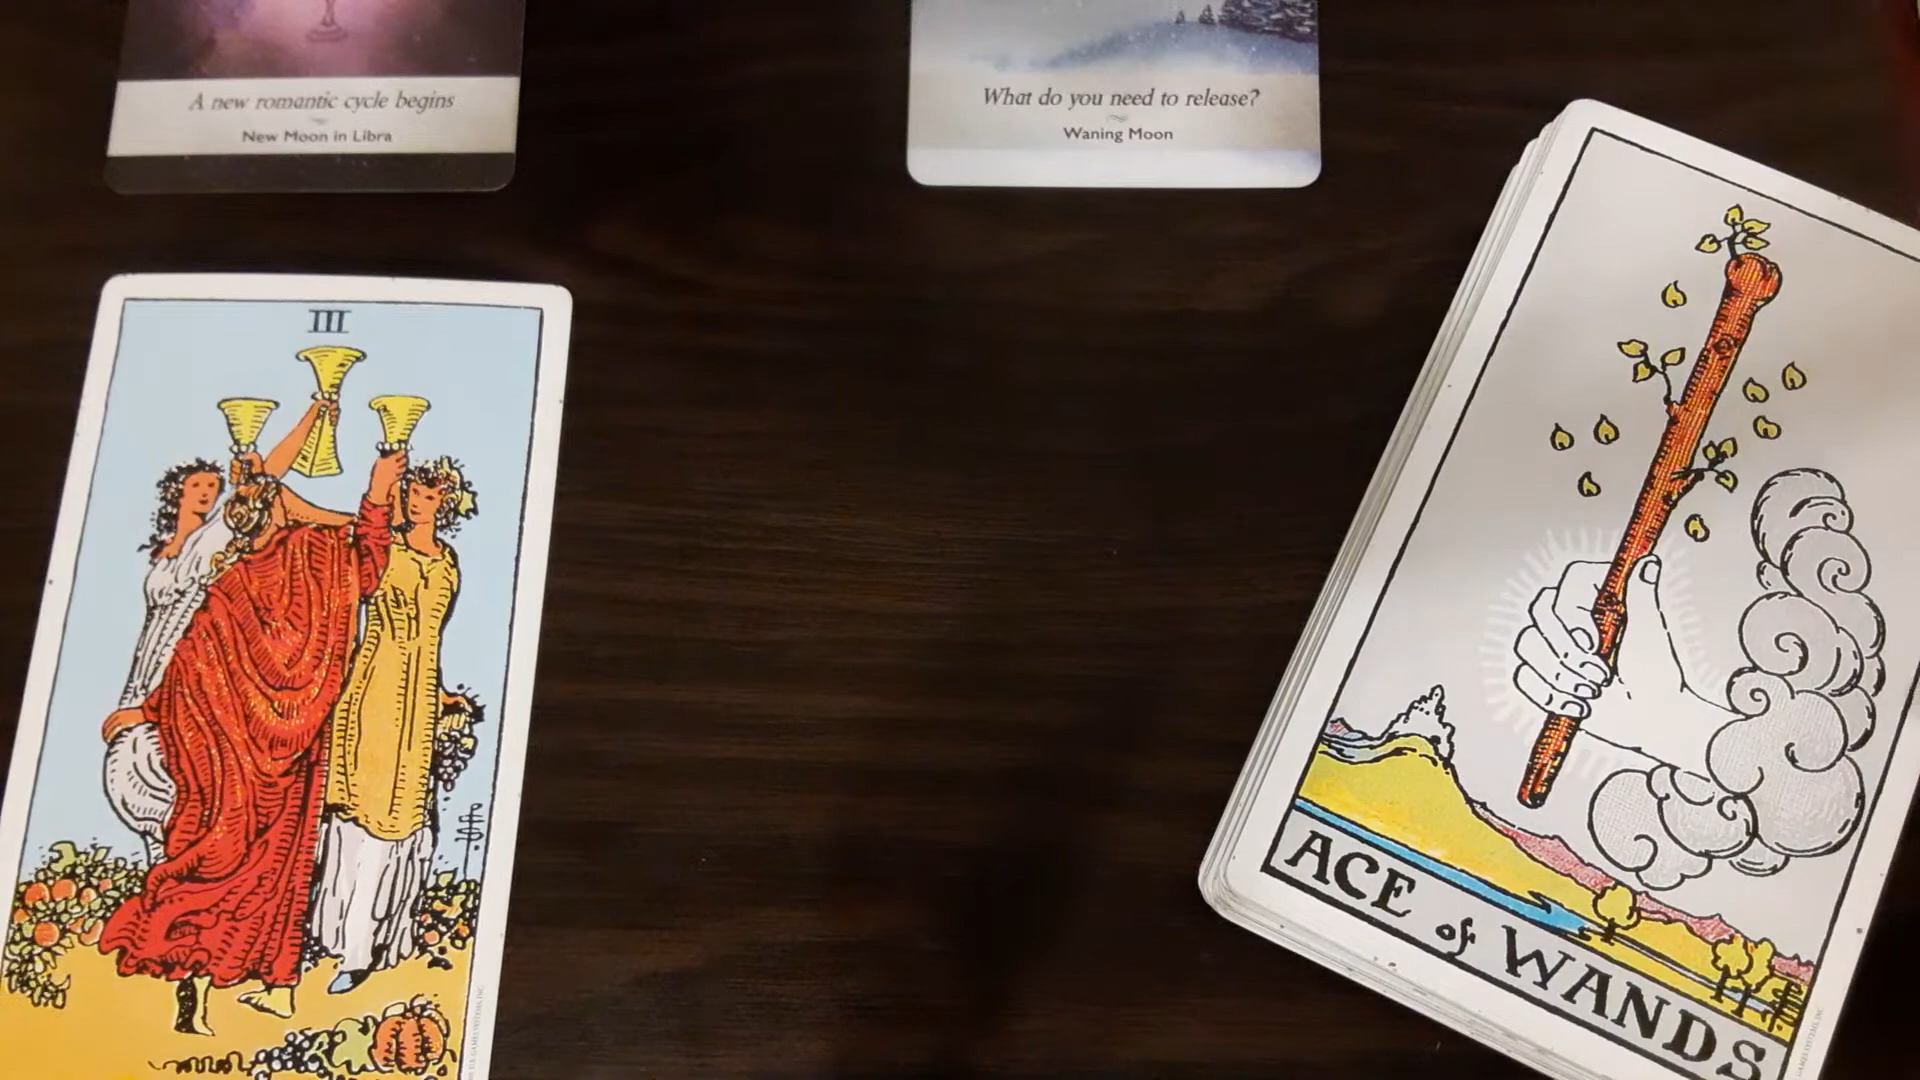 A new romantic cycle begins
New Moon in Libra
What do you need to release?
Waning Moon
III
ACE of WANDS